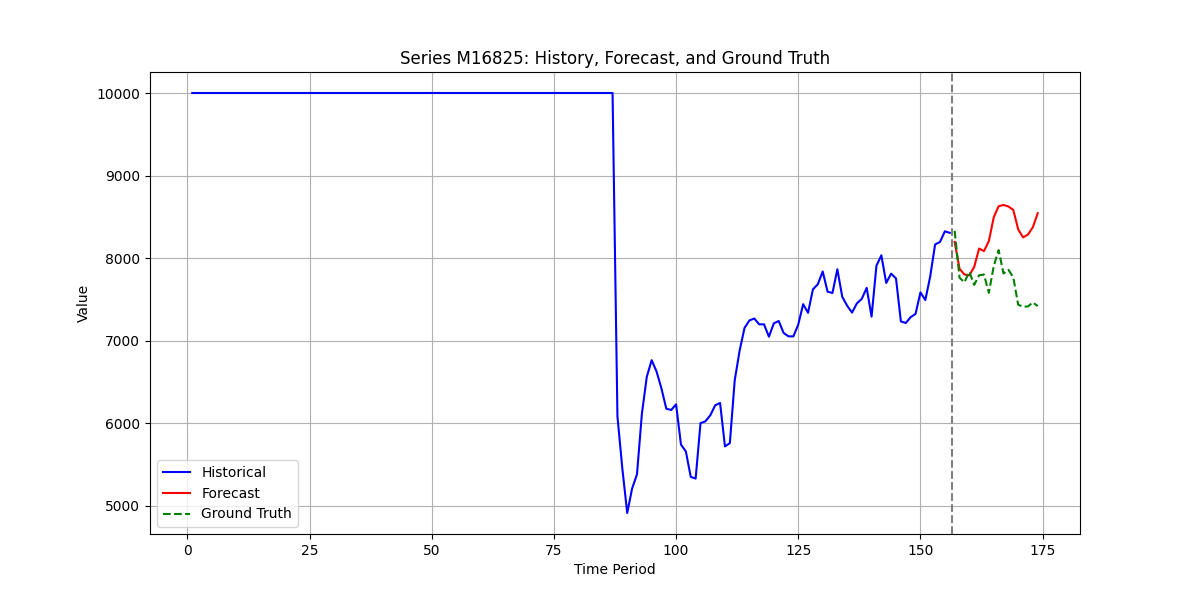 Series M16825: History, Forecast, and Ground Truth
10000
9000
8000
7000
6000
5000
Value
Historical
Forecast
Ground Truth
0
25
50
75
100
125
150
175
Time Period